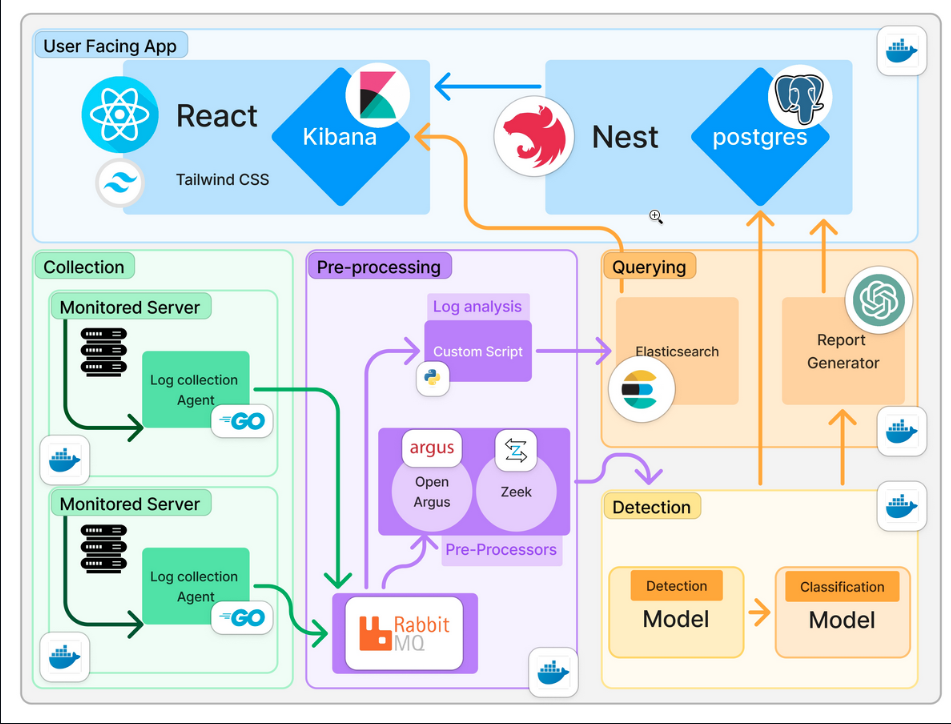 User Facing App
React
Kibana
Tailwind CSS
Nest
postgres
Collection
Monitored Server
Log collection
Agent
GO
Monitored Server
Log collection
Agent
GO
Pre-processing
Log analysis
Custom Script
argus
Open
Argus
Zeek
Pre-Processors
Rabbit
MQ
Querying
Elasticsearch
Report
Generator
Detection
Detection
Model
Classification
Model